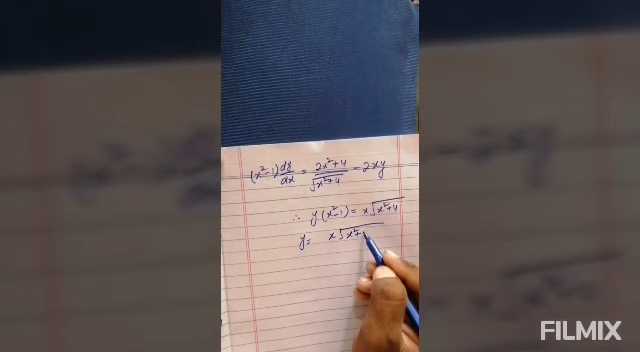 (x²-1) dy/dx = 2x²+4/√x²+4 - 2xy
∴ y(x²-1) = x√x²+4
y = x√x²+
FILMIX